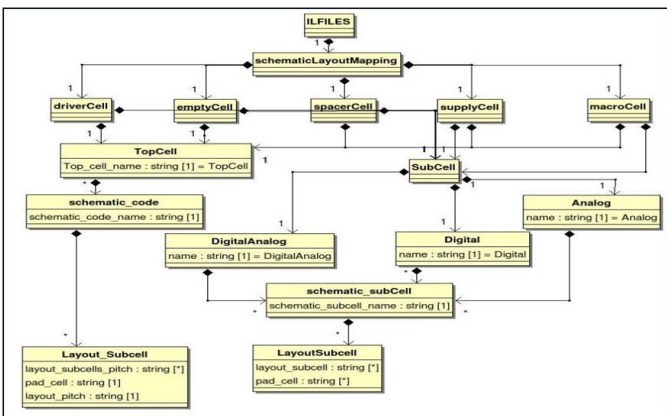 ILFILES
1
schematicLayoutMapping
1 1 1 1 1
driverCell emptyCell spacerCell supplyCell macroCell
1 1 * 1 1 1
TopCell
Top_cell_name : string [1] = TopCell
SubCell
*
schematic_code
schematic_code_name : string [1]
1 1 1
Analog
name : string [1] = Analog
DigitalAnalog
name : string [1] = DigitalAnalog
Digital
name : string [1] = Digital
* * *
schematic_subCell
schematic_subcell_name : string [1]
* *
Layout_Subcell
layout_subcells_pitch : string [*]
pad_cell : string [1]
layout_pitch : string [1]
LayoutSubcell
layout_subcell : string [*]
pad_cell : string [*]